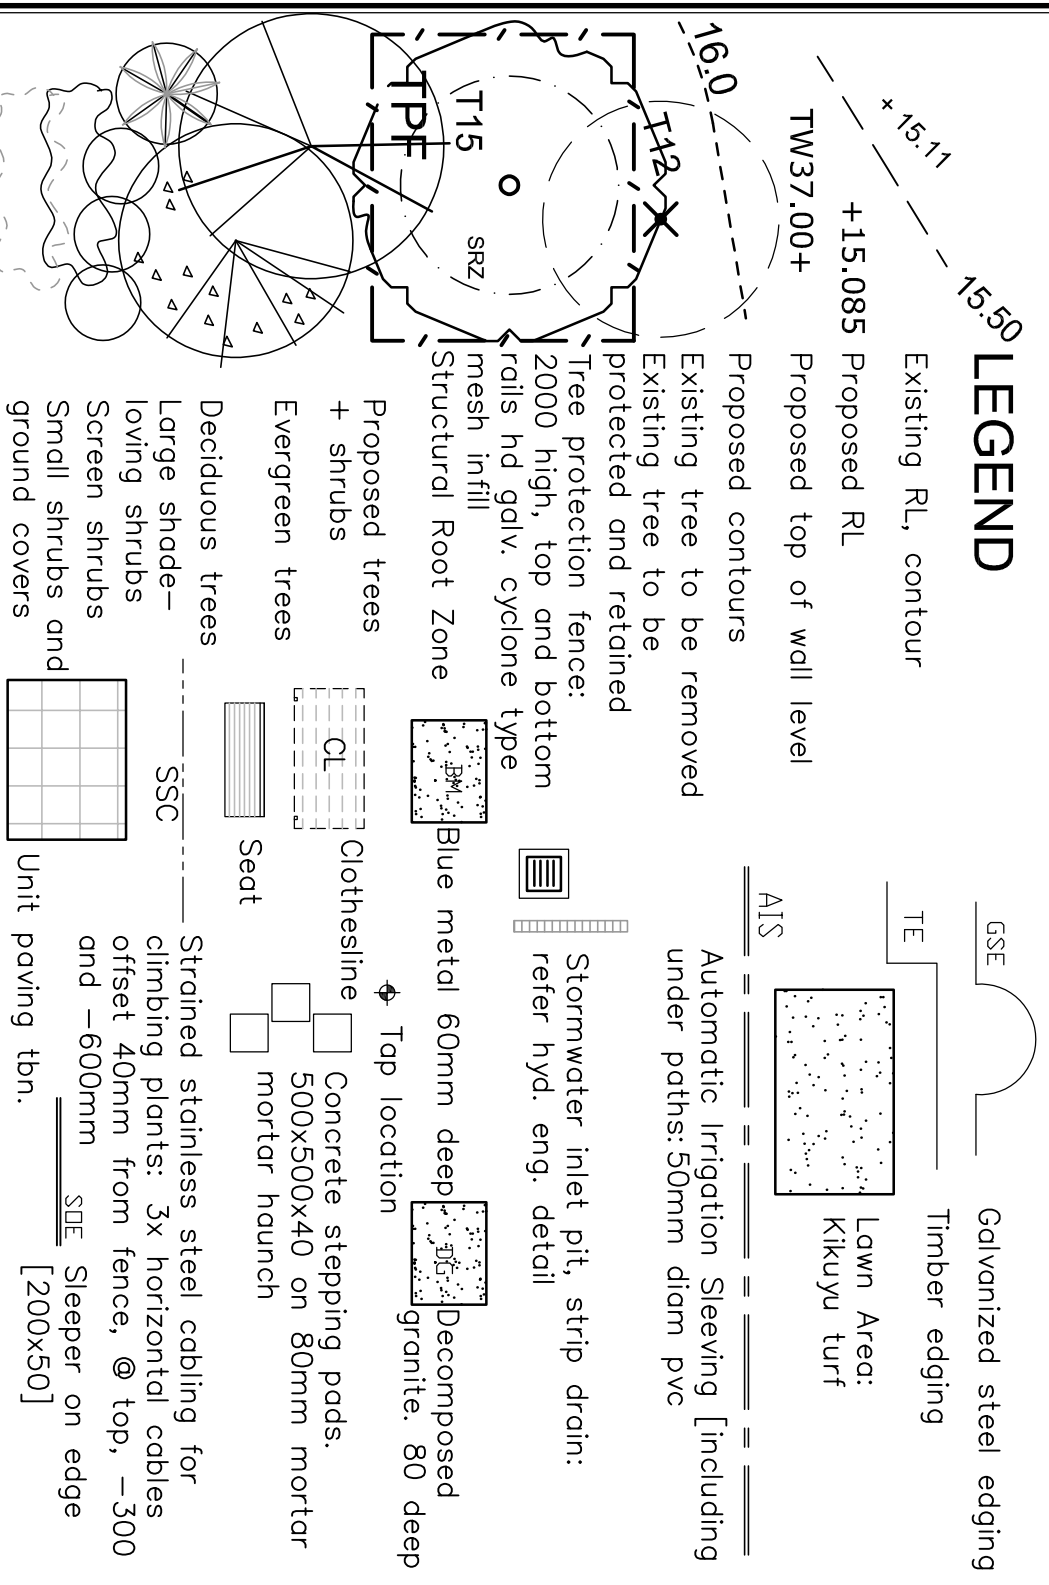 LEGEND
15.50
× 15.11
Existing RL, contour
+15.085
Proposed RL
TW37.00+
Proposed top of wall level
16.0
Proposed contours
T12
Existing tree to be removed
Existing tree to be
protected and retained
T15
TPF
SRZ
Tree protection fence:
2000 high, top and bottom
rails hd galv. cyclone type
mesh infill
Structural Root Zone
Proposed trees
+ shrubs
Evergreen trees
Deciduous trees
Large shade-
loving shrubs
Screen shrubs
Small shrubs and
ground covers
GSE
Galvanized steel edging
TE
Timber edging
Lawn Area:
Kikuyu turf
AIS
Automatic Irrigation Sleeving [including
under paths:50mm diam pvc
Stormwater inlet pit, strip drain:
refer hyd. eng. detail
BM
Blue metal 60mm deep
DG
Decomposed
granite. 80 deep
Tap location
CL
Clothesline
Concrete stepping pads.
500x500x40 on 80mm mortar
mortar haunch
Seat
SSC
Strained stainless steel cabling for
climbing plants: 3x horizontal cables
offset 40mm from fence, @ top, -300
and -600mm
SOE
Sleeper on edge
[200x50]
Unit paving tbn.